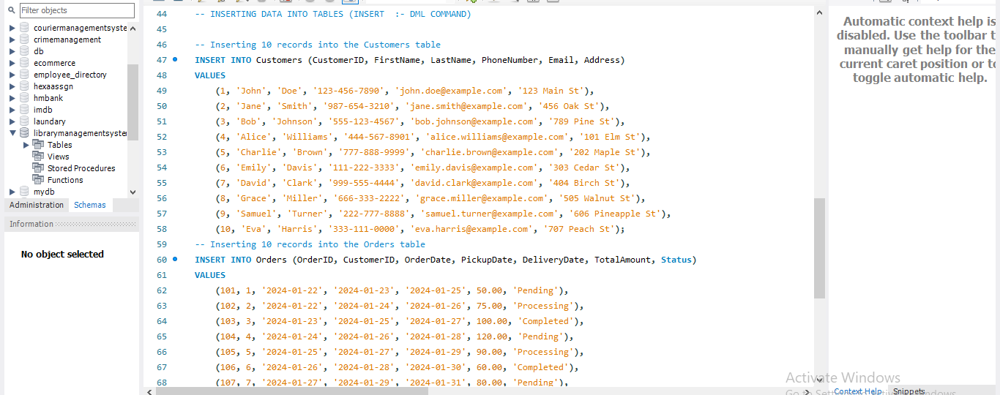 Filter objects
couriermanagementsyste
crimemanagement
db
ecommerce
employee_directory
hexaassgn
hmbank
imdb
laundary
librarymanagementsyste
Tables
Views
Stored Procedures
Functions
mydb
Administration Schemas
Information
No object selected
44 -- INSERTING DATA INTO TABLES (INSERT :- DML COMMAND)
45
46 -- Inserting 10 records into the Customers table
47 INSERT INTO Customers (CustomerID, FirstName, LastName, PhoneNumber, Email, Address)
48 VALUES
49 (1, 'John', 'Doe', '123-456-7890', 'john.doe@example.com', '123 Main St'),
50 (2, 'Jane', 'Smith', '987-654-3210', 'jane.smith@example.com', '456 Oak St'),
51 (3, 'Bob', 'Johnson', '555-123-4567', 'bob.johnson@example.com', '789 Pine St'),
52 (4, 'Alice', 'Williams', '444-567-8901', 'alice.williams@example.com', '101 Elm St'),
53 (5, 'Charlie', 'Brown', '777-888-9999', 'charlie.brown@example.com', '202 Maple St'),
54 (6, 'Emily', 'Davis', '111-222-3333', 'emily.davis@example.com', '303 Cedar St'),
55 (7, 'David', 'Clark', '999-555-4444', 'david.clark@example.com', '404 Birch St'),
56 (8, 'Grace', 'Miller', '666-333-2222', 'grace.miller@example.com', '505 Walnut St'),
57 (9, 'Samuel', 'Turner', '222-777-8888', 'samuel.turner@example.com', '606 Pineapple St'),
58 (10, 'Eva', 'Harris', '333-111-0000', 'eva.harris@example.com', '707 Peach St');
59 -- Inserting 10 records into the Orders table
60 INSERT INTO Orders (OrderID, CustomerID, OrderDate, PickupDate, DeliveryDate, TotalAmount, Status)
61 VALUES
62 (101, 1, '2024-01-22', '2024-01-23', '2024-01-25', 50.00, 'Pending'),
63 (102, 2, '2024-01-22', '2024-01-24', '2024-01-26', 75.00, 'Processing'),
64 (103, 3, '2024-01-23', '2024-01-25', '2024-01-27', 100.00, 'Completed'),
65 (104, 4, '2024-01-24', '2024-01-26', '2024-01-28', 120.00, 'Pending'),
66 (105, 5, '2024-01-25', '2024-01-27', '2024-01-29', 90.00, 'Processing'),
67 (106, 6, '2024-01-26', '2024-01-28', '2024-01-30', 60.00, 'Completed'),
68 (107, 7, '2024-01-27', '2024-01-29', '2024-01-31', 80.00, 'Pending'),
Automatic context help is
disabled. Use the toolbar t
manually get help for the
current caret position or to
toggle automatic help.
Activate Windows
Context Help Snippets